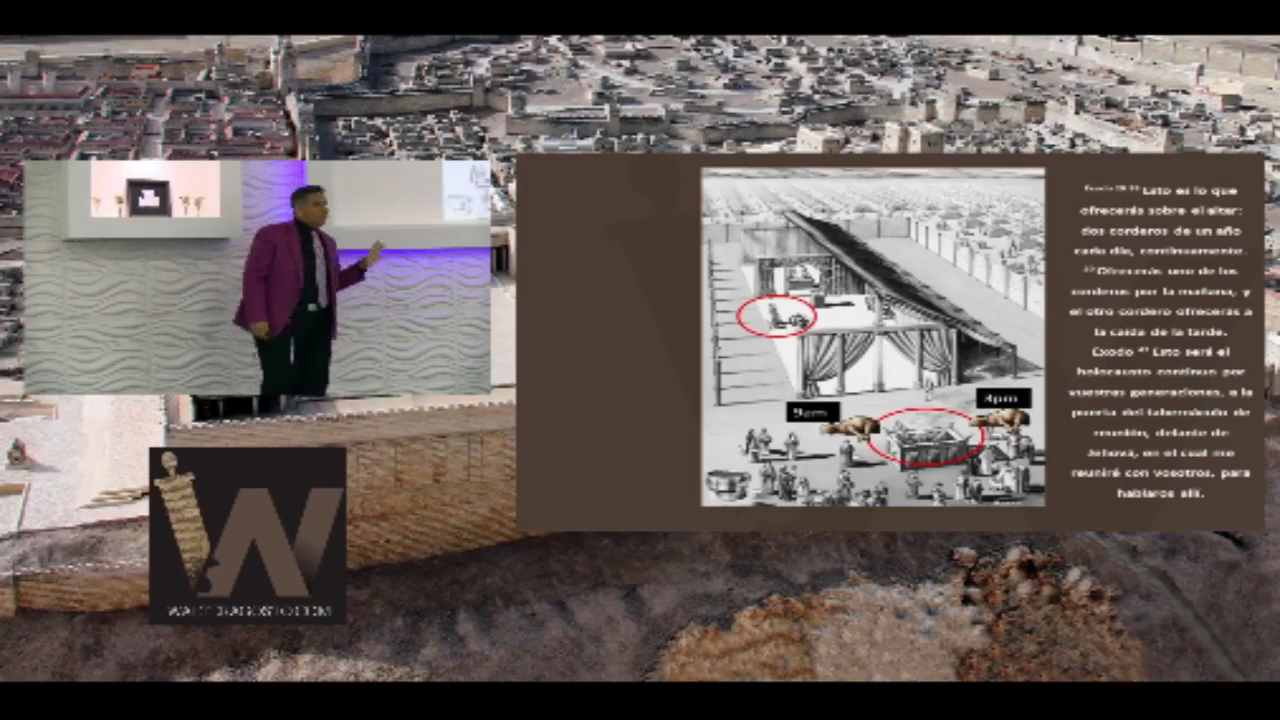 Esto es lo que
ofrecerás sobre el altar:
dos corderos de un año
cada día, continuamente.
Ofrecerás uno de los
corderos por la mañana, y
el otro cordero ofrecerás a
la caída de la tarde.
Éxodo Esto será el
holocausto continuo por
vuestras generaciones, a la
puerta del tabernáculo de
reunión, delante de
Jehová, en el cual me
reuniré con vosotros, para
hablaros allí.
9am
W